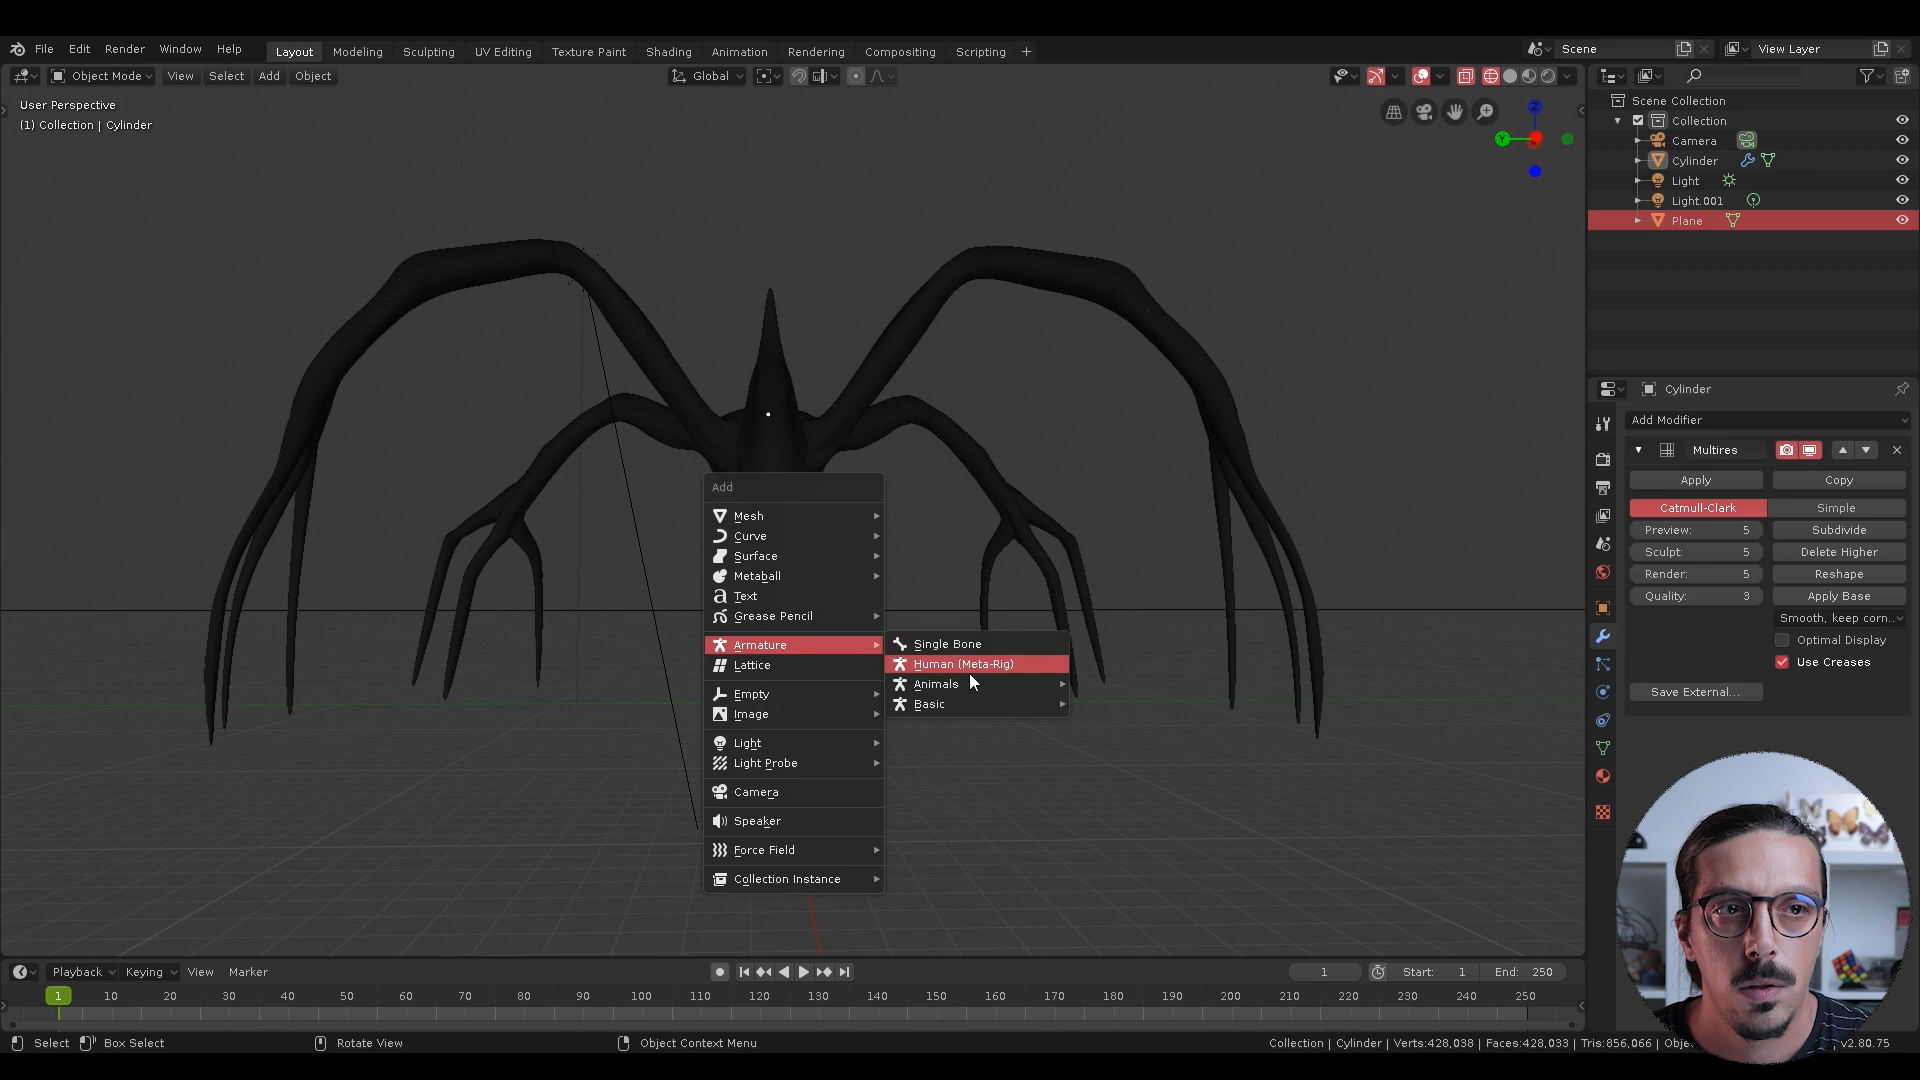 File Edit Render Window Help
Layout Modeling Sculpting UV Editing Texture Paint Shading Animation Rendering Compositing Scripting +
Scene
View Layer
Object Mode View Select Add Object
Global
User Perspective
(1) Collection | Cylinder
Z
Y
Scene Collection
Collection
Camera
Cylinder
Light
Light.001
Plane
Cylinder
Add Modifier
Multires
Apply Copy
Catmull-Clark Simple
Preview: 5 Subdivide
Sculpt: 5 Delete Higher
Render: 5 Reshape
Quality: 3 Apply Base
Smooth, keep corn..
Optimal Display
Use Creases
Save External...
Add
Mesh
Curve
Surface
Metaball
Text
Grease Pencil
Armature
Lattice
Empty
Image
Light
Light Probe
Camera
Speaker
Force Field
Collection Instance
Single Bone
Human (Meta-Rig)
Animals
Basic
Playback Keying View Marker
1
Start: 1 End: 250
1 10 20 30 40 50 60 70 80 90 100 110 120 130 140 150 160 170 180 190 200 210 220 230 240 250
Select Box Select Rotate View Object Context Menu
Collection | Cylinder | Verts:428,038 | Faces:428,033 | Tris:856,066 | Obje
v2.80.75